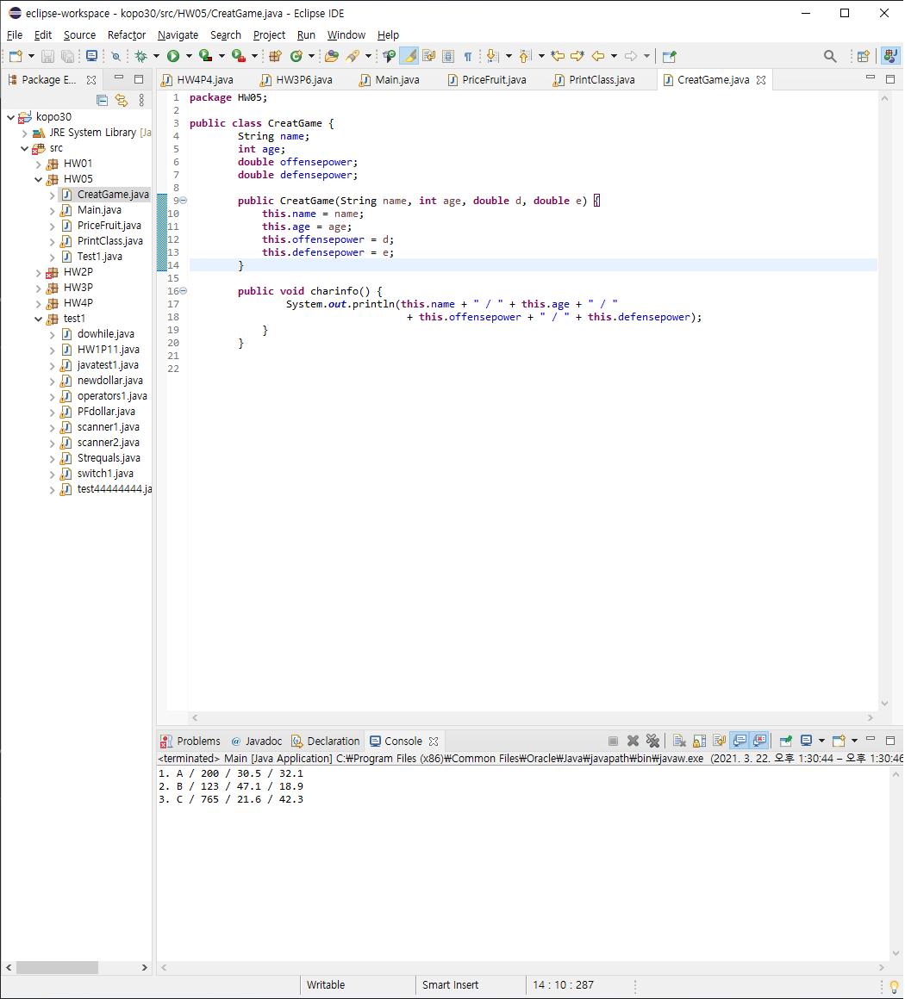 eclipse-workspace - kopo30/src/HW05/CreatGame.java - Eclipse IDE
File Edit Source Refactor Navigate Search Project Run Window Help
Package E...
HW4P4.java HW3P6.java Main.java PriceFruit.java PrintClass.java CreatGame.java
kopo30
JRE System Library [Ja
src
HW01
HW05
CreatGame.java
Main.java
PriceFruit.java
PrintClass.java
Test1.java
HW2P
HW3P
HW4P
test1
dowhile.java
HW1P11.java
javatest1.java
newdollar.java
operators1.java
PFdollar.java
scanner1.java
scanner2.java
Strequals.java
switch1.java
test44444444.ja
1 package HW05;
2
3 public class CreatGame {
4 String name;
5 int age;
6 double offensepower;
7 double defensepower;
8
9 public CreatGame(String name, int age, double d, double e) {
10 this.name = name;
11 this.age = age;
12 this.offensepower = d;
13 this.defensepower = e;
14 }
15
16 public void charinfo() {
17 System.out.println(this.name + " / " + this.age + " / "
18 + this.offensepower + " / " + this.defensepower);
19 }
20 }
21
22
Problems Javadoc Declaration Console
<terminated> Main [Java Application] C:₩Program Files (x86)₩Common Files₩Oracle₩Java₩javapath₩bin₩javaw.exe (2021. 3. 22. 오후 1:30:44 – 오후 1:30:46
1. A / 200 / 30.5 / 32.1
2. B / 123 / 47.1 / 18.9
3. C / 765 / 21.6 / 42.3
Writable Smart Insert 14 : 10 : 287